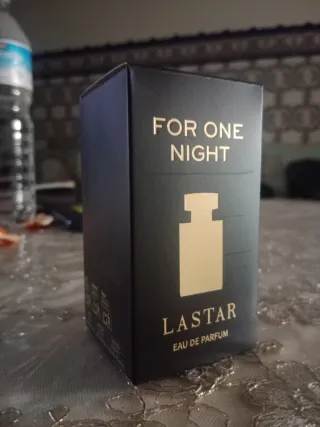 FOR ONE
NIGHT
LASTAR
EAU DE PARFUM